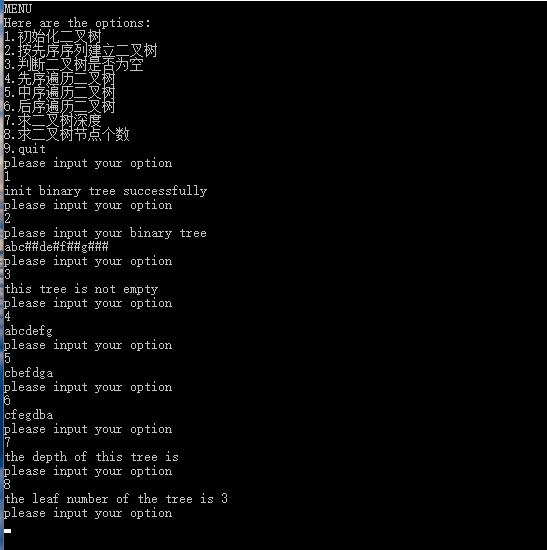 MENU
Here are the options:
1.初始化二叉树
2.按先序序列建立二叉树
3.判断二叉树是否为空
4.先序遍历二叉树
5.中序遍历二叉树
6.后序遍历二叉树
7.求二叉树深度
8.求二叉树节点个数
9.quit
please input your option
1
init binary tree successfully
please input your option
2
please input your binary tree
abc##de#f##g###
please input your option
3
this tree is not empty
please input your option
4
abcdefg
please input your option
5
cbefdga
please input your option
6
cfegdba
please input your option
7
the depth of this tree is
please input your option
8
the leaf number of the tree is 3
please input your option